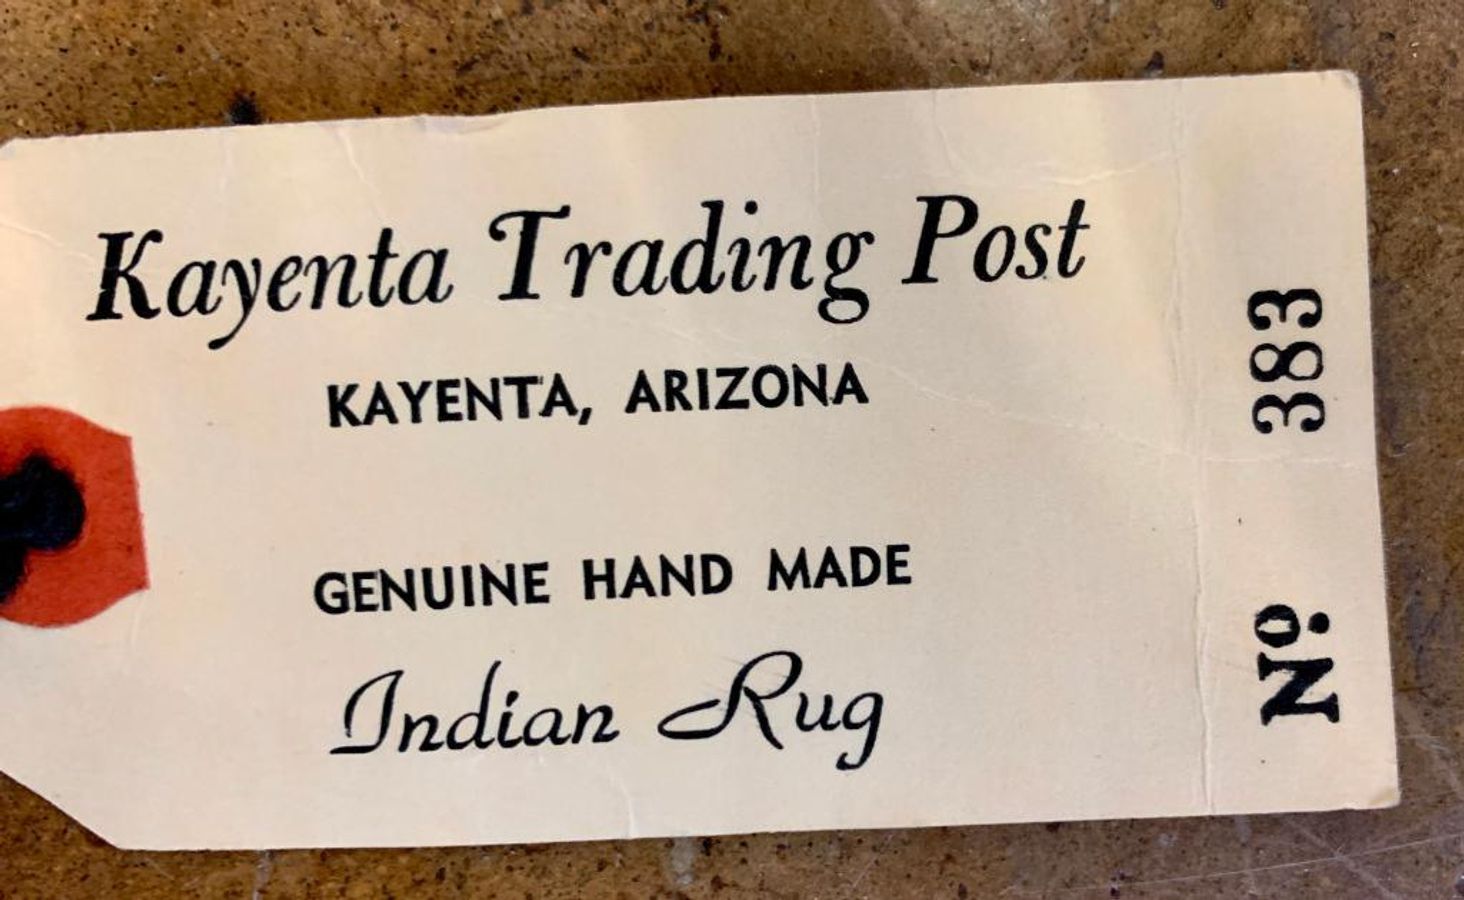 Kayenta Trading Post
KAYENTA, ARIZONA
GENUINE HAND MADE
Indian Rug
Nº 383